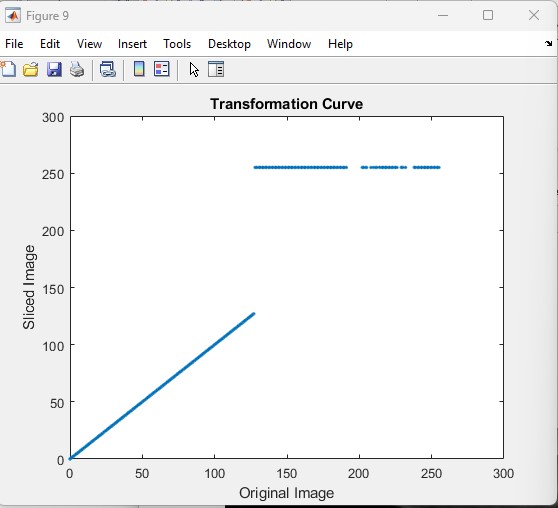 Figure 9
File Edit View Insert Tools Desktop Window Help
Transformation Curve
300
250
200
150
100
50
0
Sliced Image
0 50 100 150 200 250 300
Original Image